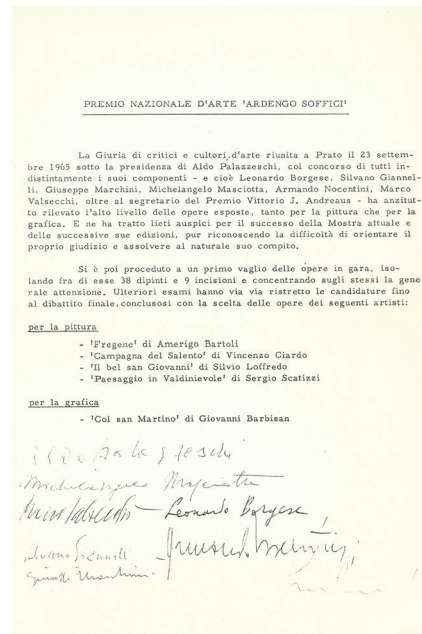 PREMIO NAZIONALE D'ARTE 'ARDENGO SOFFICI'
La Giuria di critici e cultori d'arte riunita a Prato il 23 settem-
bre 1965 sotto la presidenza di Aldo Palazzeschi, col concorso di tutti in-
distintamente i suoi componenti - e cioè Leonardo Borgese, Silvano Giannel-
li, Giuseppe Marchini, Michelangelo Masciotta, Armando Nocentini, Marco
Valsecchi, oltre al segretario del Premio Vittorio J. Andreaus - ha anzitut-
to rilevato l'alto livello delle opere esposte, tanto per la pittura che per la
grafica. E ne ha tratto lieti auspici per il successo della Mostra attuale e
delle successive sue edizioni, pur riconoscendo la difficoltà di orientare il
proprio giudizio e assolvere al naturale suo compito.
Si è poi proceduto a un primo vaglio delle opere in gara, iso-
lando fra di esse 38 dipinti e 9 incisioni e concentrando sugli stessi la gene
rale attenzione. Ulteriori esami hanno via via ristretto le candidature fino
al dibattito finale, conclusosi con la scelta delle opere dei seguenti artisti:
per la pittura
- 'Fregene' di Amerigo Bartoli
- 'Campagna del Salento' di Vincenzo Ciardo
- 'Il bel san Giovanni' di Silvio Loffredo
- 'Paesaggio in Valdinievole' di Sergio Scatizzi
per la grafica
- 'Col san Martino' di Giovanni Barbisan
Aldo Palazzeschi
Michelangelo Masciotta
Marco Valsecchi Leonardo Borgese
Silvano Giannelli
Giuseppe Marchini